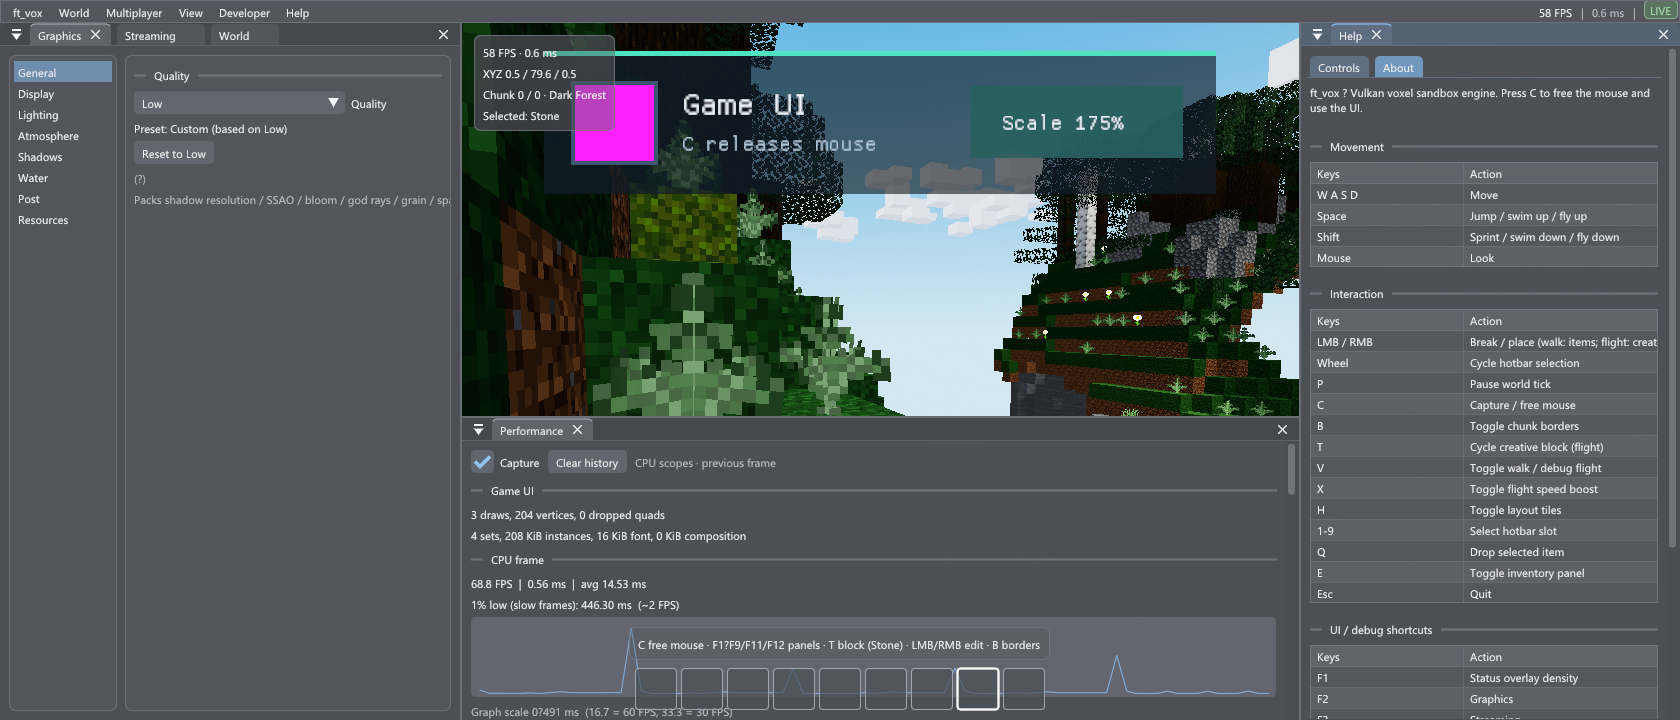 ft_vox World Multiplayer View Developer Help
58 FPS | 0.6 ms | LIVE
Graphics Streaming World
General
Display
Lighting
Atmosphere
Shadows
Water
Post
Resources
Quality
Low Quality
Preset: Custom (based on Low)
Reset to Low
(?)
Packs shadow resolution / SSAO / bloom / god rays / grain / spa
58 FPS · 0.6 ms
XYZ 0.5 / 79.6 / 0.5
Chunk 0 / 0 · Dark Forest
Selected: Stone
Game UI
C releases mouse
Scale 175%
Performance
Capture Clear history CPU scopes · previous frame
Game UI
3 draws, 204 vertices, 0 dropped quads
4 sets, 208 KiB instances, 16 KiB font, 0 KiB composition
CPU frame
68.8 FPS | 0.56 ms | avg 14.53 ms
1% low (slow frames): 446.30 ms (~2 FPS)
C free mouse · F1?F9/F11/F12 panels · T block (Stone) · LMB/RMB edit · B borders
Graph scale 0?491 ms (16.7 = 60 FPS, 33.3 = 30 FPS)
Help
Controls About
ft_vox ? Vulkan voxel sandbox engine. Press C to free the mouse and
use the UI.
Movement
Keys Action
W A S D Move
Space Jump / swim up / fly up
Shift Sprint / swim down / fly down
Mouse Look
Interaction
Keys Action
LMB / RMB Break / place (walk: items; flight: creat
Wheel Cycle hotbar selection
P Pause world tick
C Capture / free mouse
B Toggle chunk borders
T Cycle creative block (flight)
V Toggle walk / debug flight
X Toggle flight speed boost
H Toggle layout tiles
1-9 Select hotbar slot
Q Drop selected item
E Toggle inventory panel
Esc Quit
UI / debug shortcuts
Keys Action
F1 Status overlay density
F2 Graphics